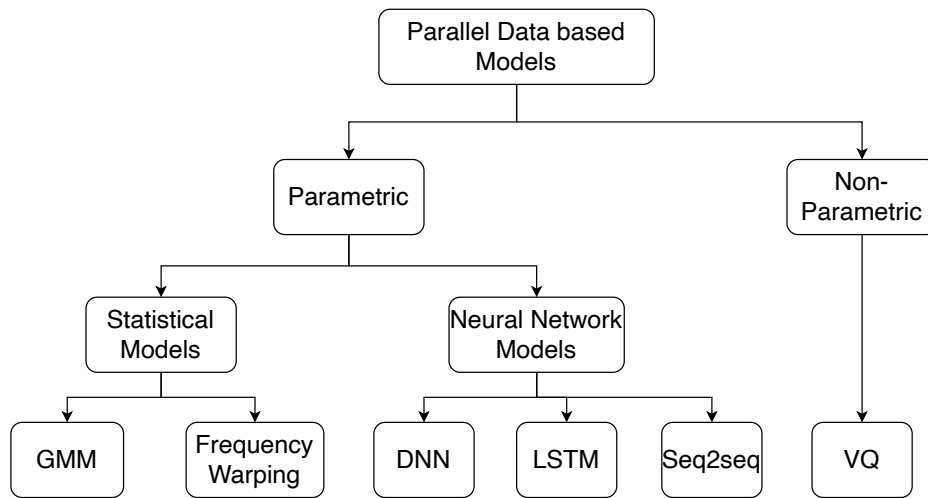 Parallel Data based
Models
Parametric
Non-
Parametric
Statistical
Models
Neural Network
Models
GMM
Frequency
Warping
DNN
LSTM
Seq2seq
VQ